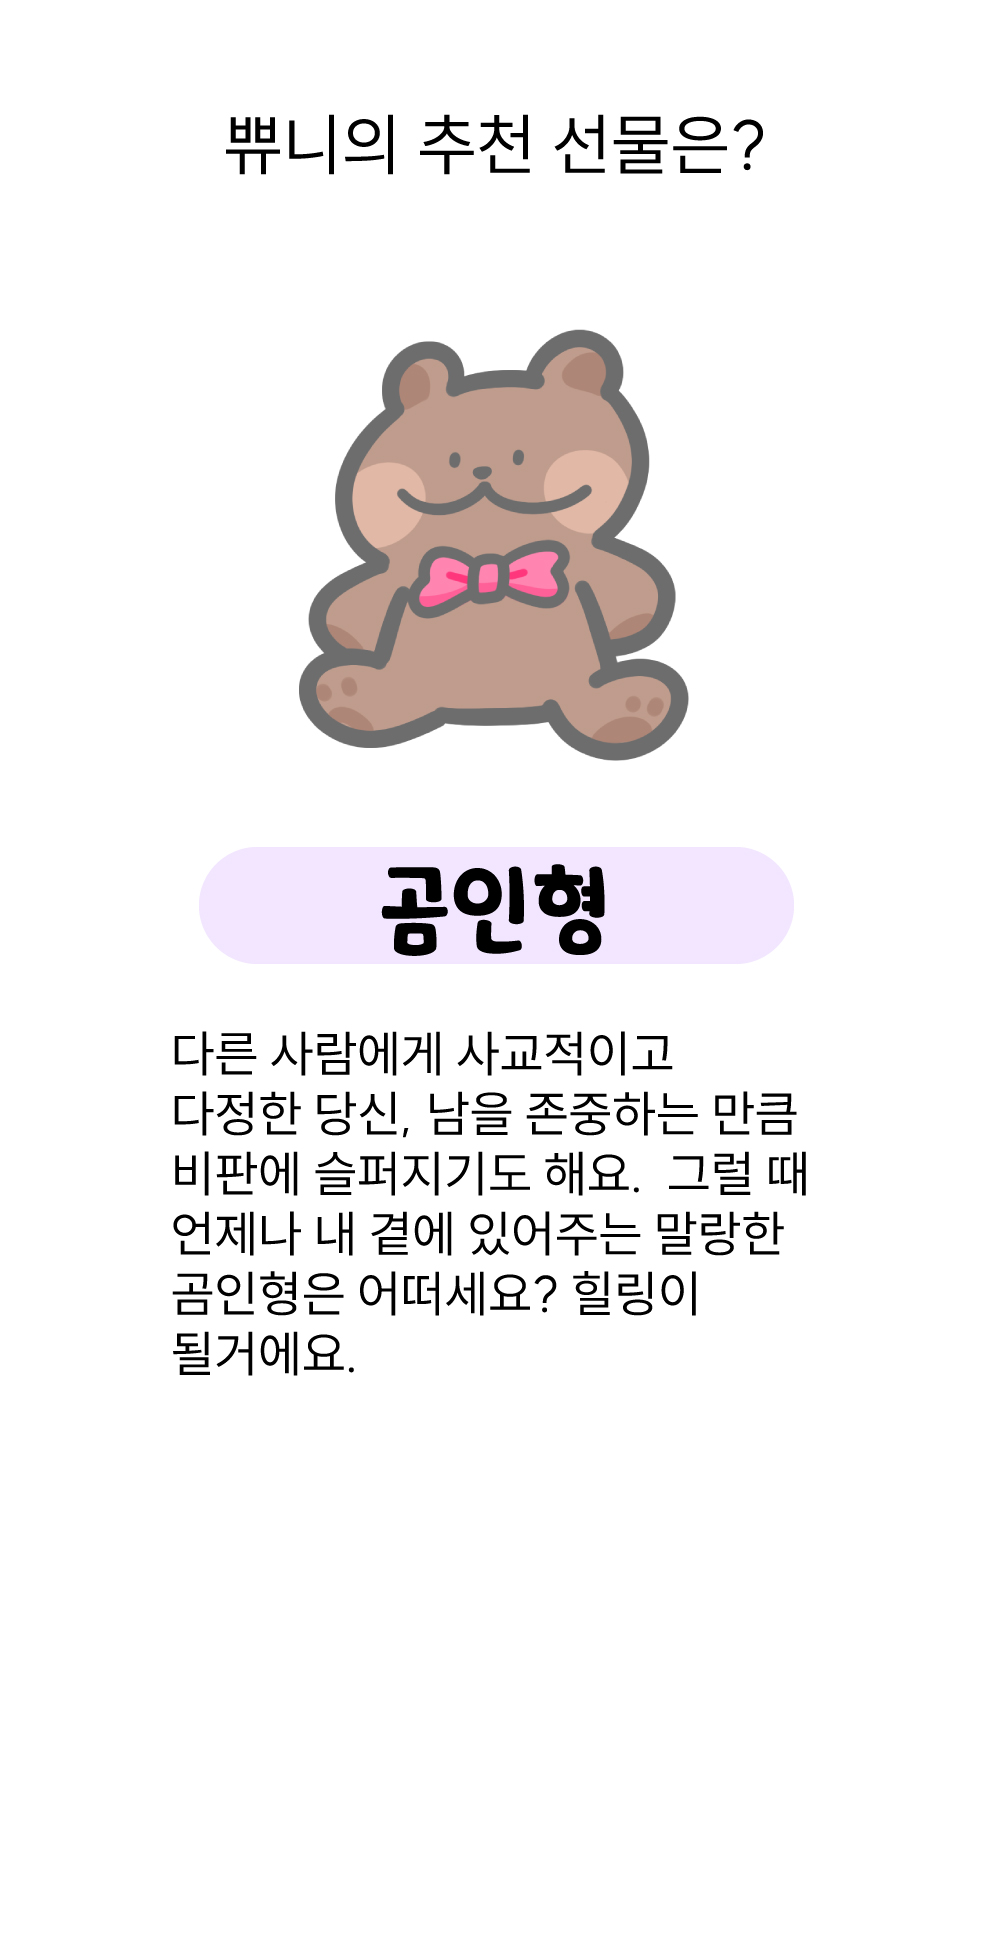 쀼니의 추천 선물은?
곰인형
다른 사람에게 사교적이고
다정한 당신, 남을 존중하는 만큼
비판에 슬퍼지기도 해요.  그럴 때
언제나 내 곁에 있어주는 말랑한
곰인형은 어떠세요? 힐링이
될거에요.